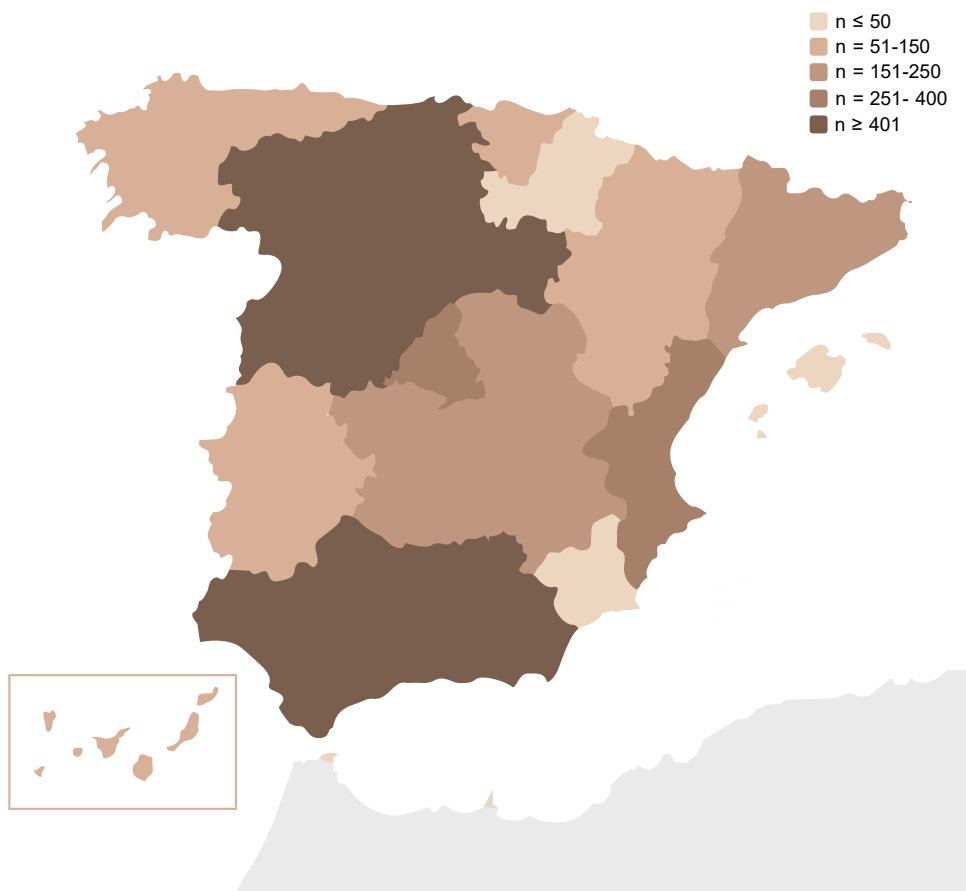 n ≤ 50
n = 51-150
n = 151-250
n = 251- 400
n ≥ 401